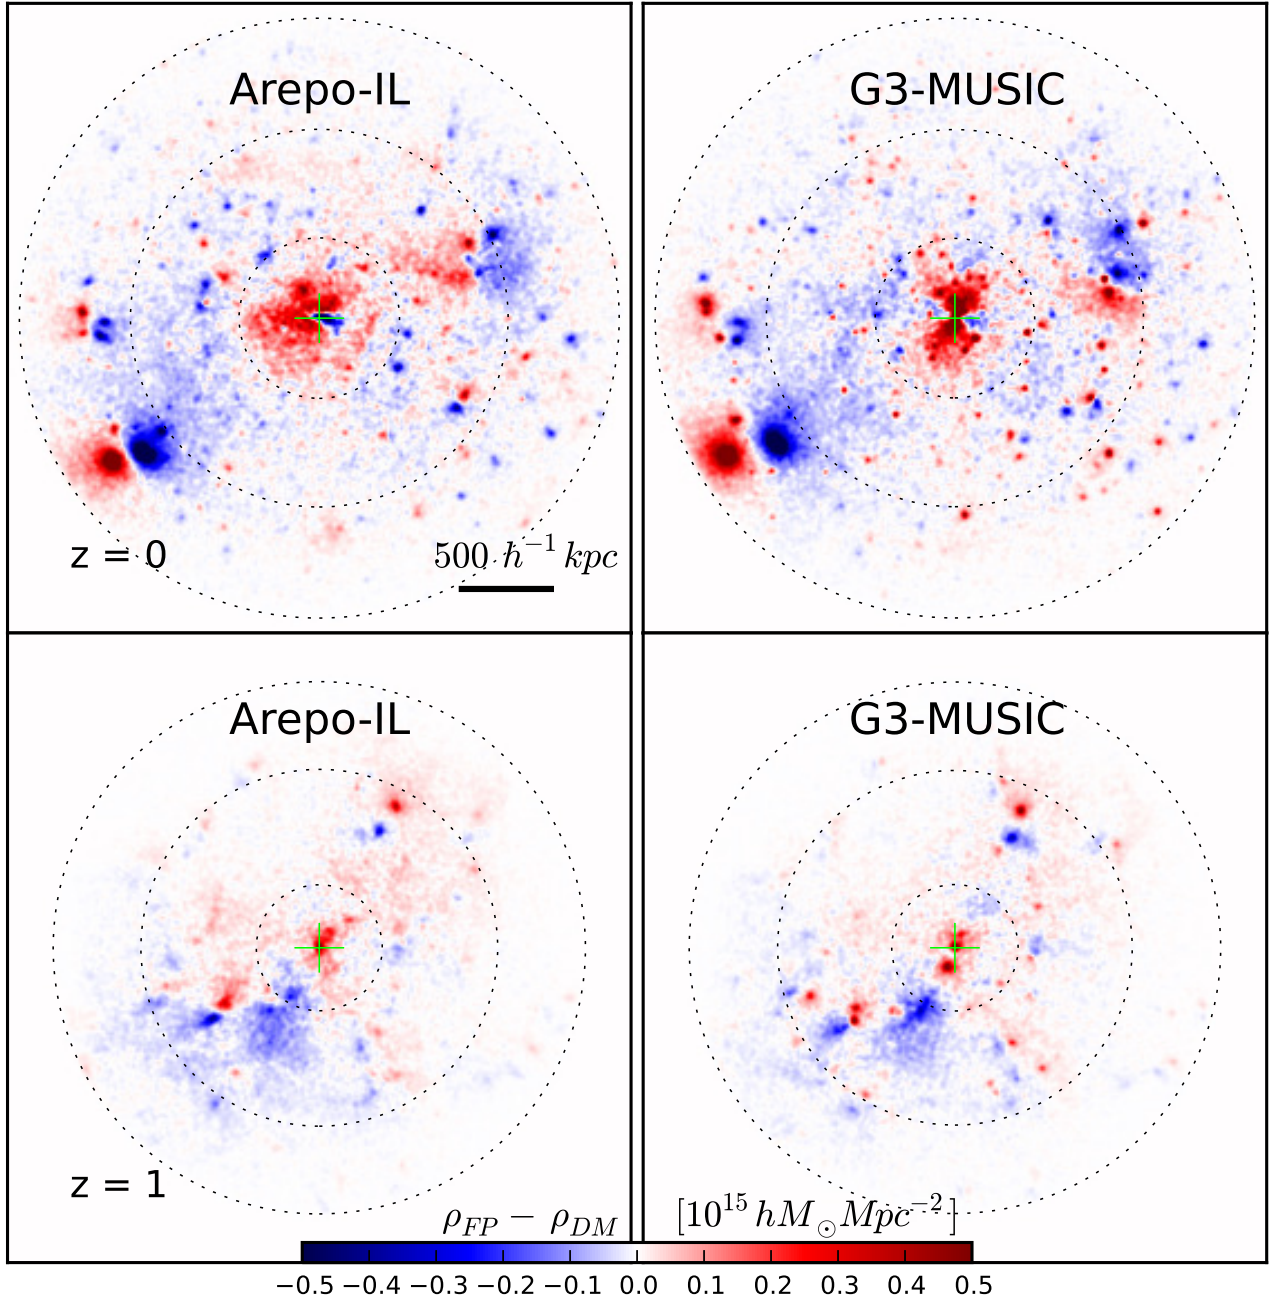 Arepo-IL
G3-MUSIC
z = 0
500 h⁻¹ kpc
Arepo-IL
G3-MUSIC
z = 1
ρ_FP − ρ_DM [10¹⁵ hM_⊙Mpc⁻²]
−0.5 −0.4 −0.3 −0.2 −0.1 0.0 0.1 0.2 0.3 0.4 0.5